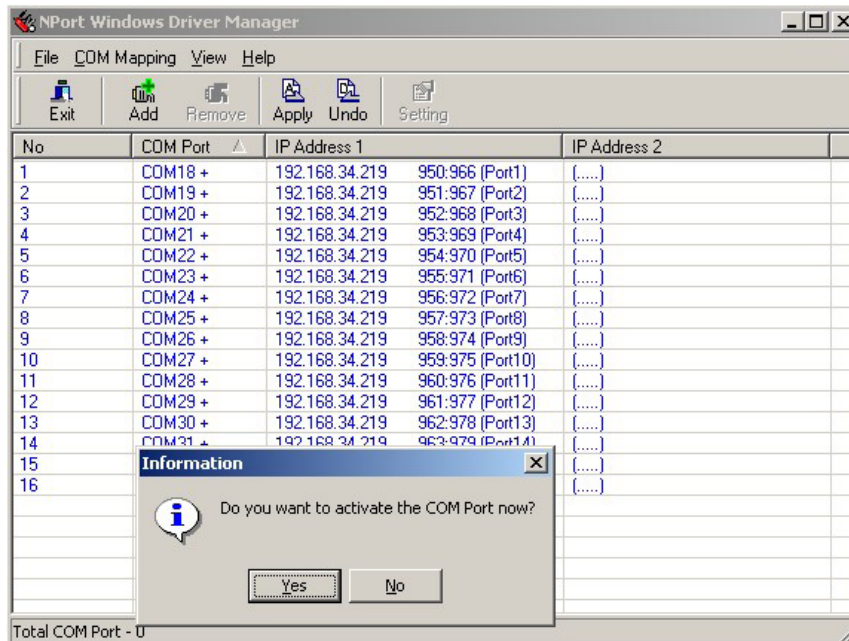 NPort Windows Driver Manager
File COM Mapping View Help
Exit Add Remove Apply Undo Setting
No COM Port IP Address 1 IP Address 2
1 COM18 + 192.168.34.219 950:966 (Port1) (.....)
2 COM19 + 192.168.34.219 951:967 (Port2) (.....)
3 COM20 + 192.168.34.219 952:968 (Port3) (.....)
4 COM21 + 192.168.34.219 953:969 (Port4) (.....)
5 COM22 + 192.168.34.219 954:970 (Port5) (.....)
6 COM23 + 192.168.34.219 955:971 (Port6) (.....)
7 COM24 + 192.168.34.219 956:972 (Port7) (.....)
8 COM25 + 192.168.34.219 957:973 (Port8) (.....)
9 COM26 + 192.168.34.219 958:974 (Port9) (.....)
10 COM27 + 192.168.34.219 959:975 (Port10) (.....)
11 COM28 + 192.168.34.219 960:976 (Port11) (.....)
12 COM29 + 192.168.34.219 961:977 (Port12) (.....)
13 COM30 + 192.168.34.219 962:978 (Port13) (.....)
14 COM31 + 192.168.34.219 963:979 (Port14) (.....)
15 (.....)
16 (.....)
Information
Do you want to activate the COM Port now?
Yes No
Total COM Port - 0